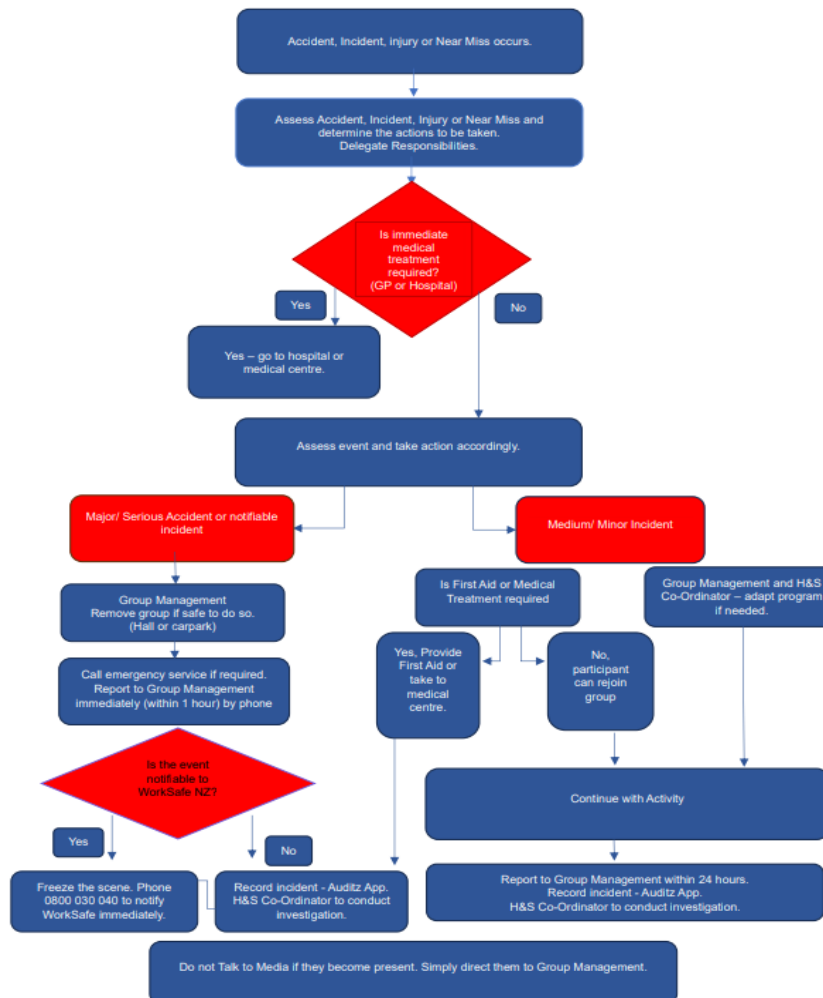 Accident, Incident, injury or Near Miss occurs.
Assess Accident, Incident, Injury or Near Miss and
determine the actions to be taken.
Delegate Responsibilities.
Is immediate
medical
treatment
required?
(GP or Hospital)
Yes
No
Yes – go to hospital or
medical centre.
Assess event and take action accordingly.
Major/ Serious Accident or notifiable
incident
Medium/ Minor Incident
Group Management
Remove group if safe to do so.
(Hall or carpark)
Is First Aid or Medical
Treatment required
Group Management and H&S
Co-Ordinator – adapt program
if needed.
Call emergency service if required.
Report to Group Management
immediately (within 1 hour) by phone
Yes, Provide
First Aid or
take to
medical
centre.
No,
participant
can rejoin
group
Is the event
notifiable to
WorkSafe NZ?
Continue with Activity
Yes
No
Freeze the scene. Phone
0800 030 040 to notify
WorkSafe immediately.
Record incident - Auditz App.
H&S Co-Ordinator to conduct
investigation.
Report to Group Management within 24 hours.
Record incident - Auditz App.
H&S Co-Ordinator to conduct investigation.
Do not Talk to Media if they become present. Simply direct them to Group Management.